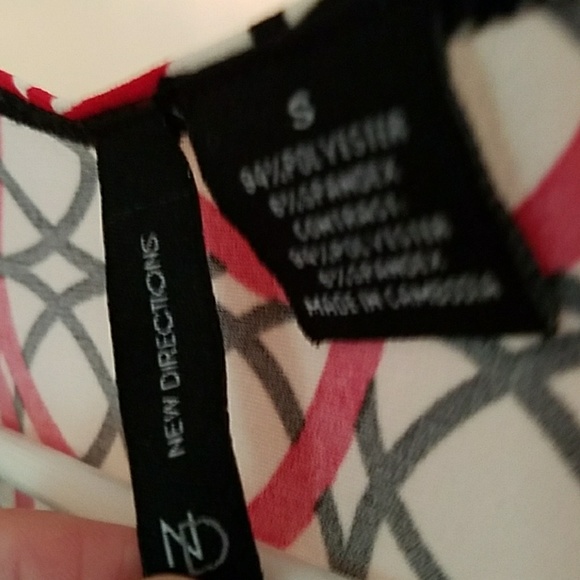 S
94%POLYESTER
6%SPANDEX
CONTRAST:
94%POLYESTER
6%SPANDEX
MADE IN CAMBODIA
NEW DIRECTIONS
ND